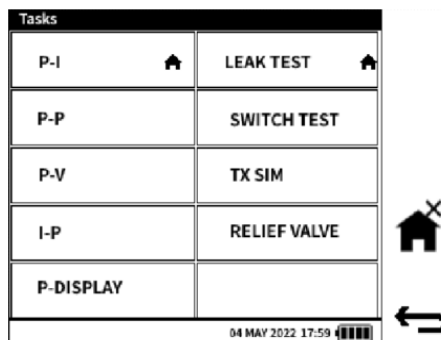 Tasks
P-I
LEAK TEST
P-P
SWITCH TEST
P-V
TX SIM
I-P
RELIEF VALVE
P-DISPLAY
04 MAY 2022 17:59